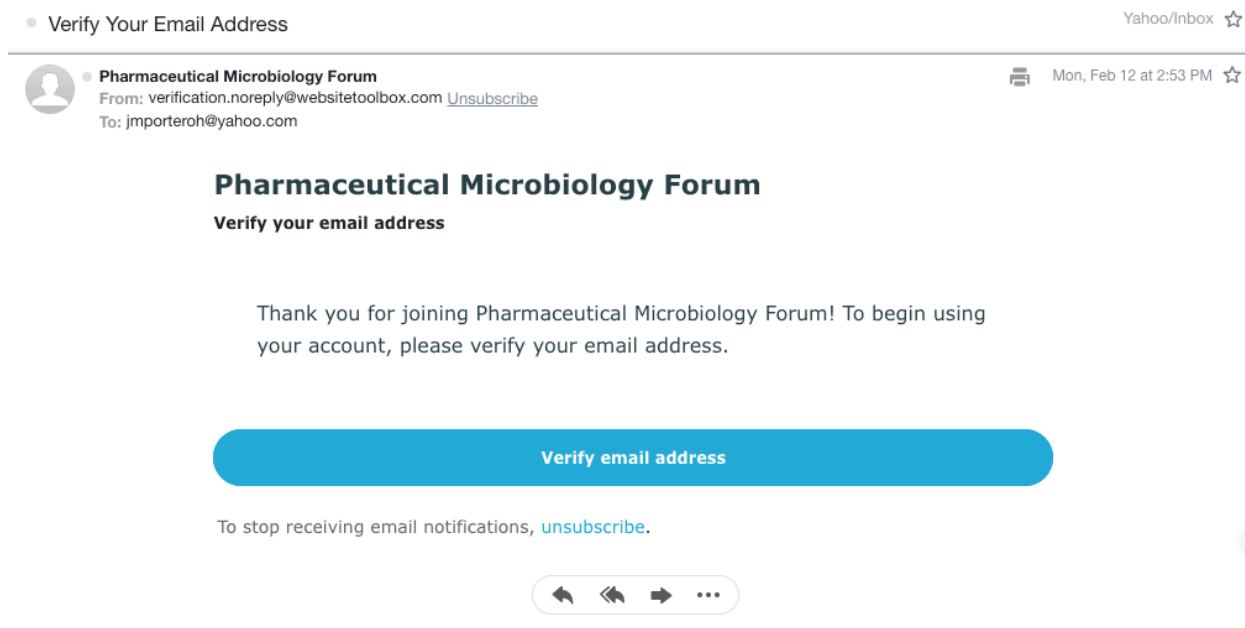 Verify Your Email Address
Yahoo/Inbox
Pharmaceutical Microbiology Forum
Mon, Feb 12 at 2:53 PM
From: verification.noreply@websitetoolbox.com Unsubscribe
To: jmporteroh@yahoo.com
Pharmaceutical Microbiology Forum
Verify your email address
Thank you for joining Pharmaceutical Microbiology Forum! To begin using
your account, please verify your email address.
Verify email address
To stop receiving email notifications, unsubscribe.